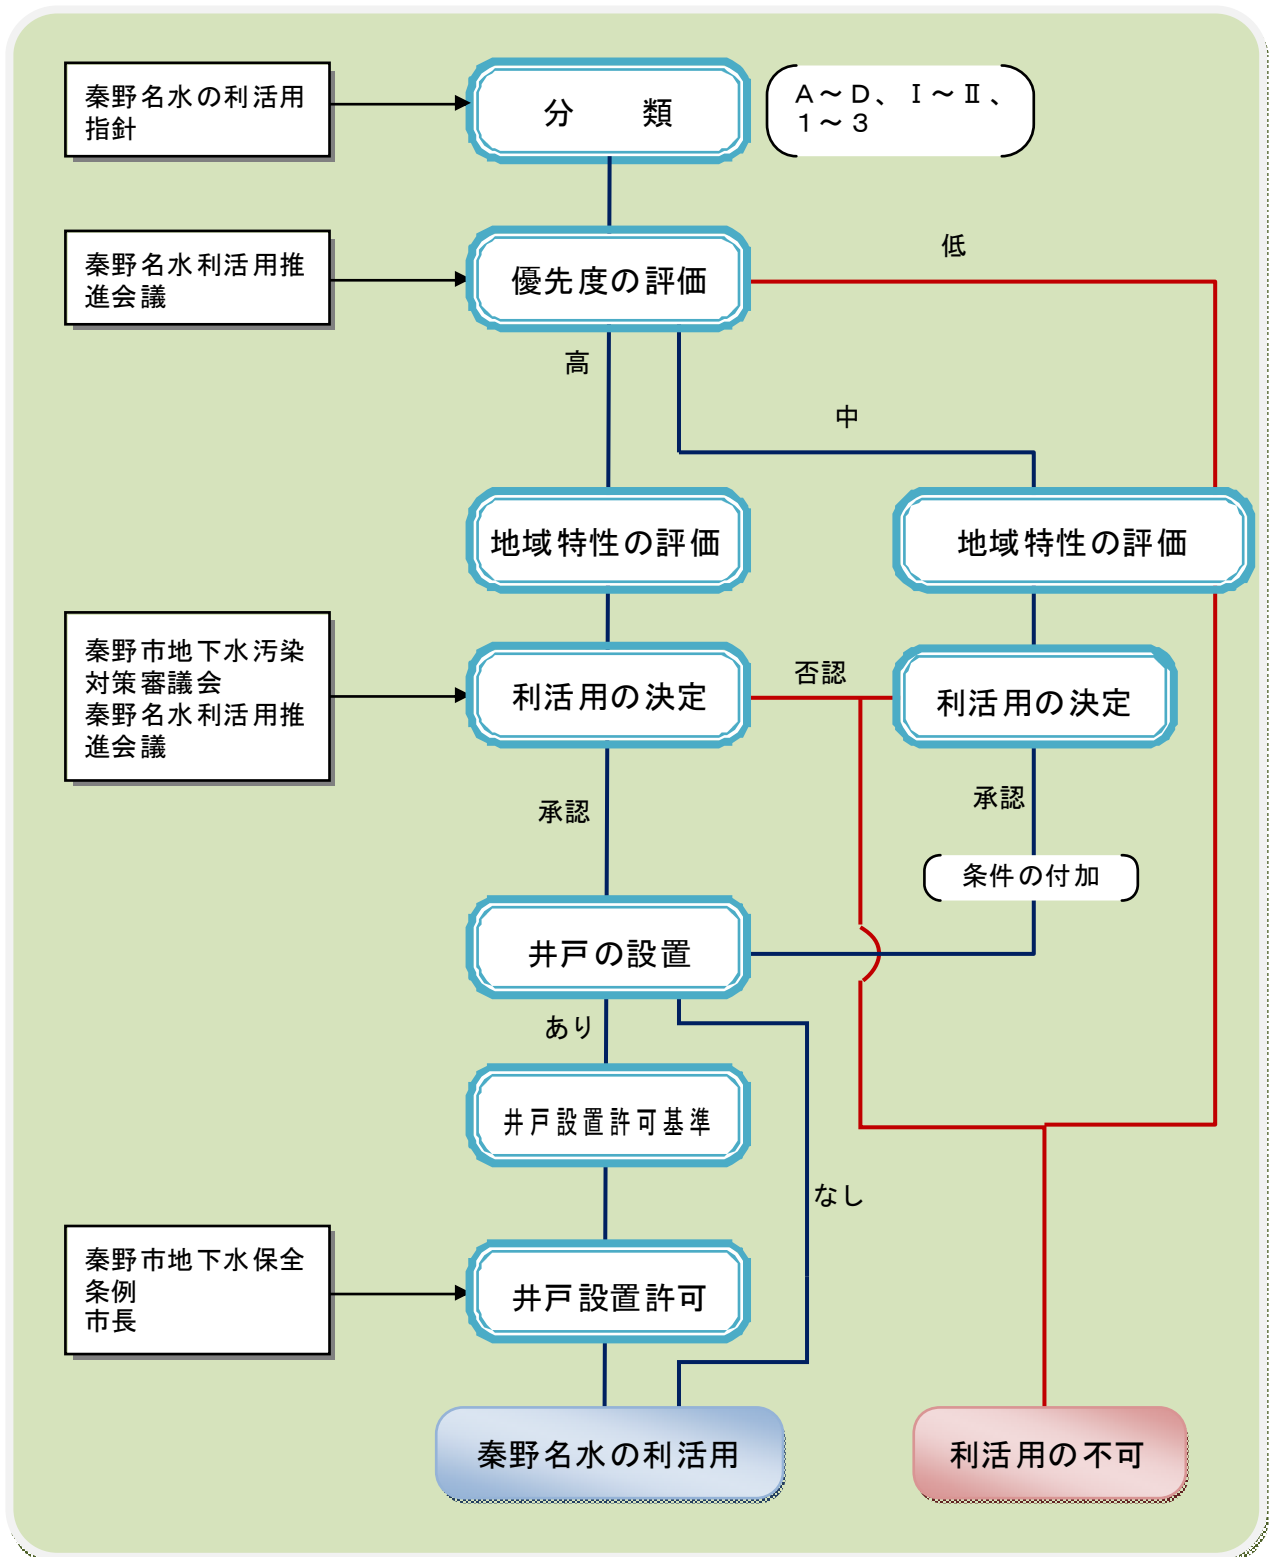 秦野名水の利活用
指針
分　　類
A～D、Ⅰ～Ⅱ、
1～3
秦野名水利活用推
進会議
優先度の評価
低
高
中
地域特性の評価
地域特性の評価
秦野市地下水汚染
対策審議会
秦野名水利活用推
進会議
利活用の決定
否認
利活用の決定
承認
承認
条件の付加
井戸の設置
あり
井戸設置許可基準
なし
秦野市地下水保全
条例
市長
井戸設置許可
秦野名水の利活用
利活用の不可